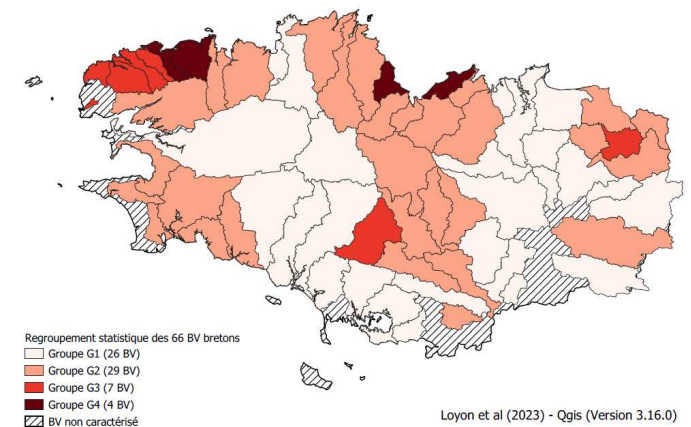 Regroupement statistique des 66 BV bretons
Groupe G1 (26 BV)
Groupe G2 (29 BV)
Groupe G3 (7 BV)
Groupe G4 (4 BV)
BV non caractérisé
Loyon et al (2023) - Qgis (Version 3.16.0)